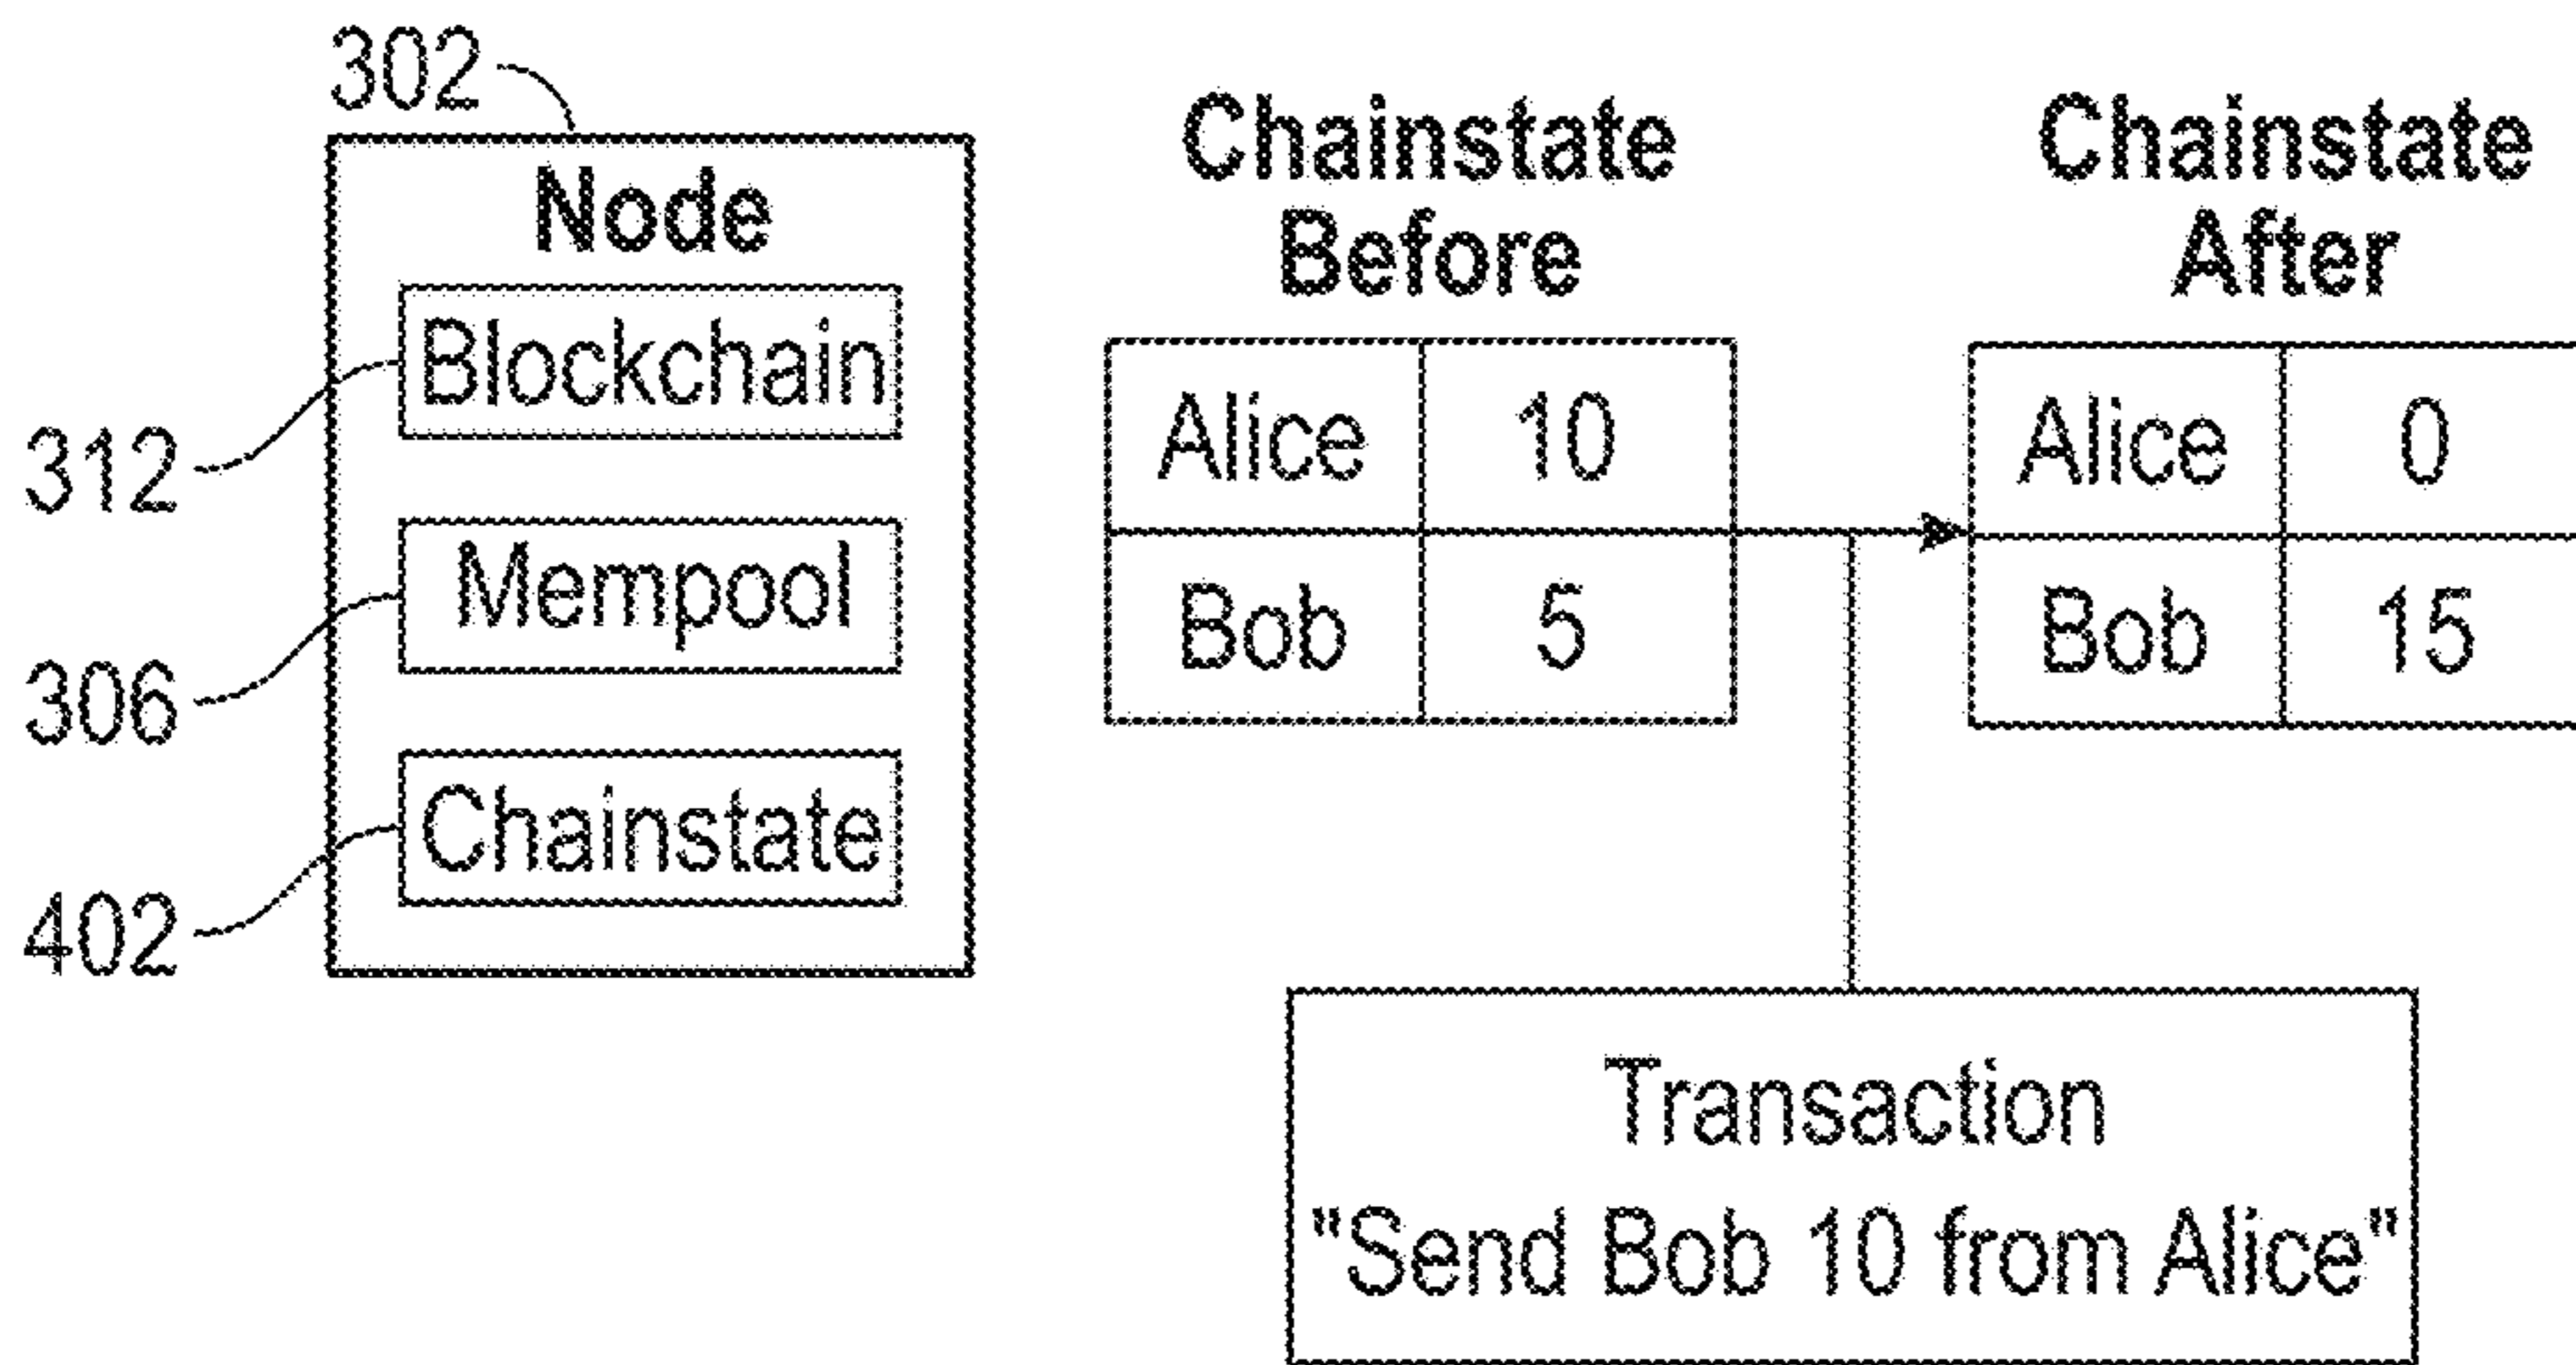 302
Node
Blockchain
312
Mempool
306
Chainstate
402
Chainstate
Before
Alice 10
Bob 5
Chainstate
After
Alice 0
Bob 15
Transaction
"Send Bob 10 from Alice"